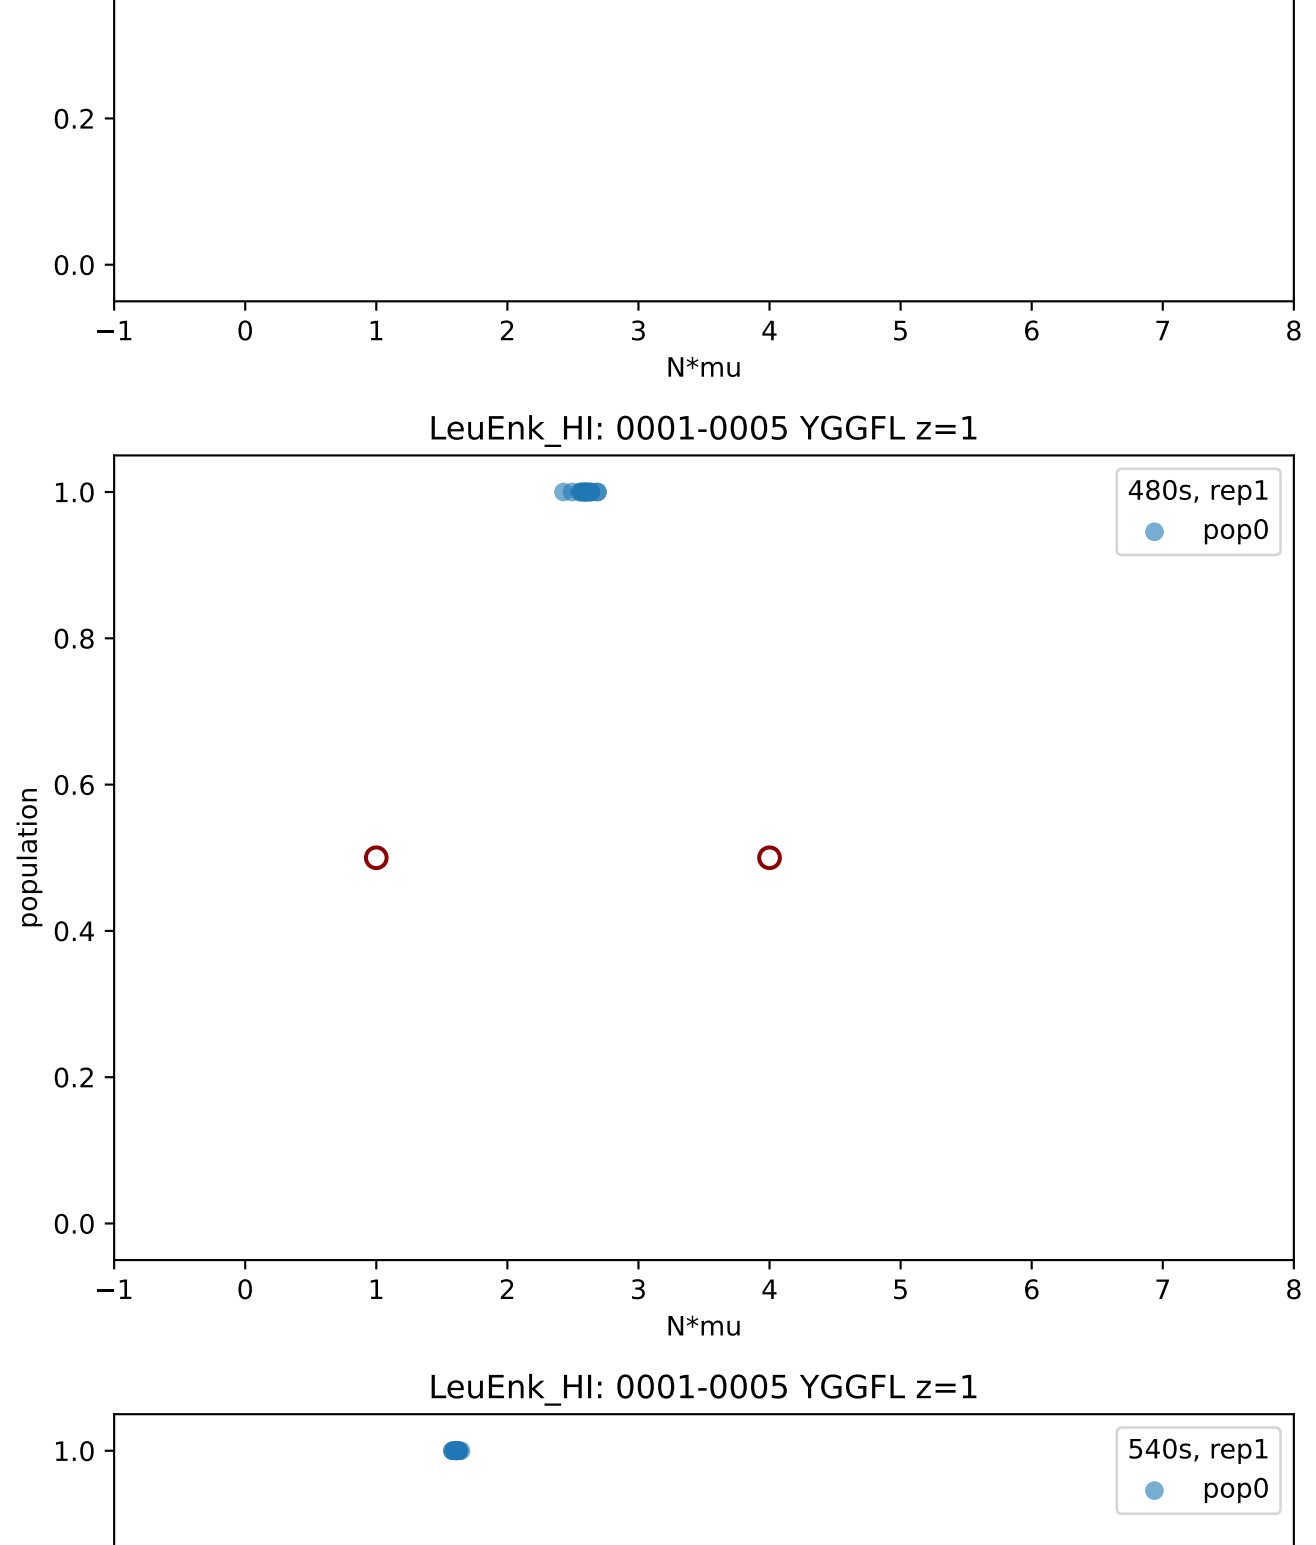 0.2
0.0
−1 0 1 2 3 4 5 6 7 8
N*mu
LeuEnk_HI: 0001-0005 YGGFL z=1
480s, rep1
pop0
1.0
0.8
0.6
0.4
0.2
0.0
population
−1 0 1 2 3 4 5 6 7 8
N*mu
LeuEnk_HI: 0001-0005 YGGFL z=1
540s, rep1
pop0
1.0